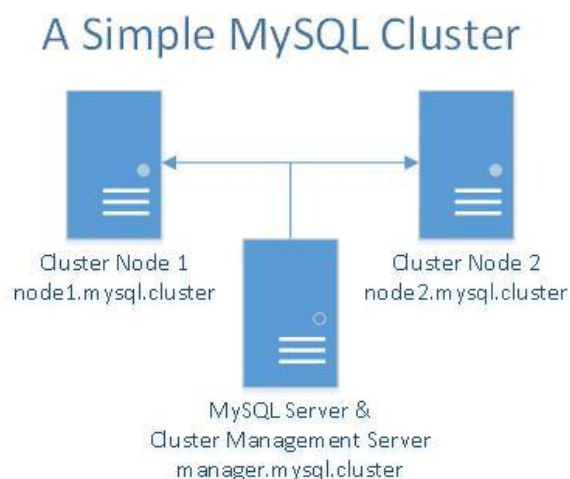 A Simple MySQL Cluster
Cluster Node 1
node1.mysql.cluster
Cluster Node 2
node2.mysql.cluster
MySQL Server &
Cluster Management Server
manager.mysql.cluster